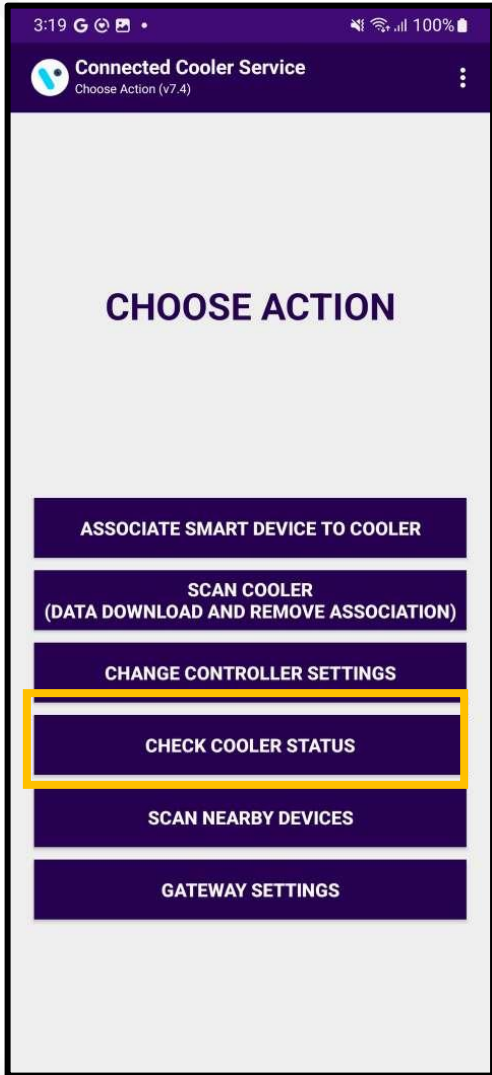 3:19 G 100%
Connected Cooler Service
Choose Action (v7.4)
CHOOSE ACTION
ASSOCIATE SMART DEVICE TO COOLER
SCAN COOLER
(DATA DOWNLOAD AND REMOVE ASSOCIATION)
CHANGE CONTROLLER SETTINGS
CHECK COOLER STATUS
SCAN NEARBY DEVICES
GATEWAY SETTINGS